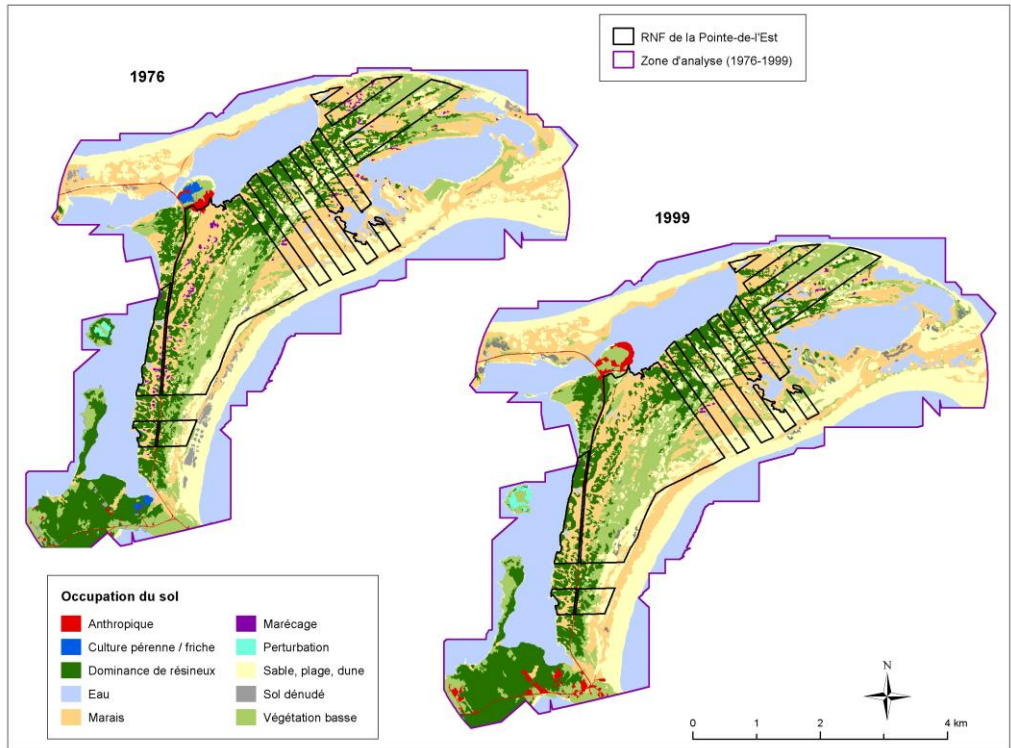 RNF de la Pointe-de-l'Est
Zone d'analyse (1976-1999)
1976
1999
Occupation du sol
Anthropique
Culture pérenne / friche
Dominance de résineux
Eau
Marais
Marécage
Perturbation
Sable, plage, dune
Sol dénudé
Végétation basse
N
0 1 2 4 km